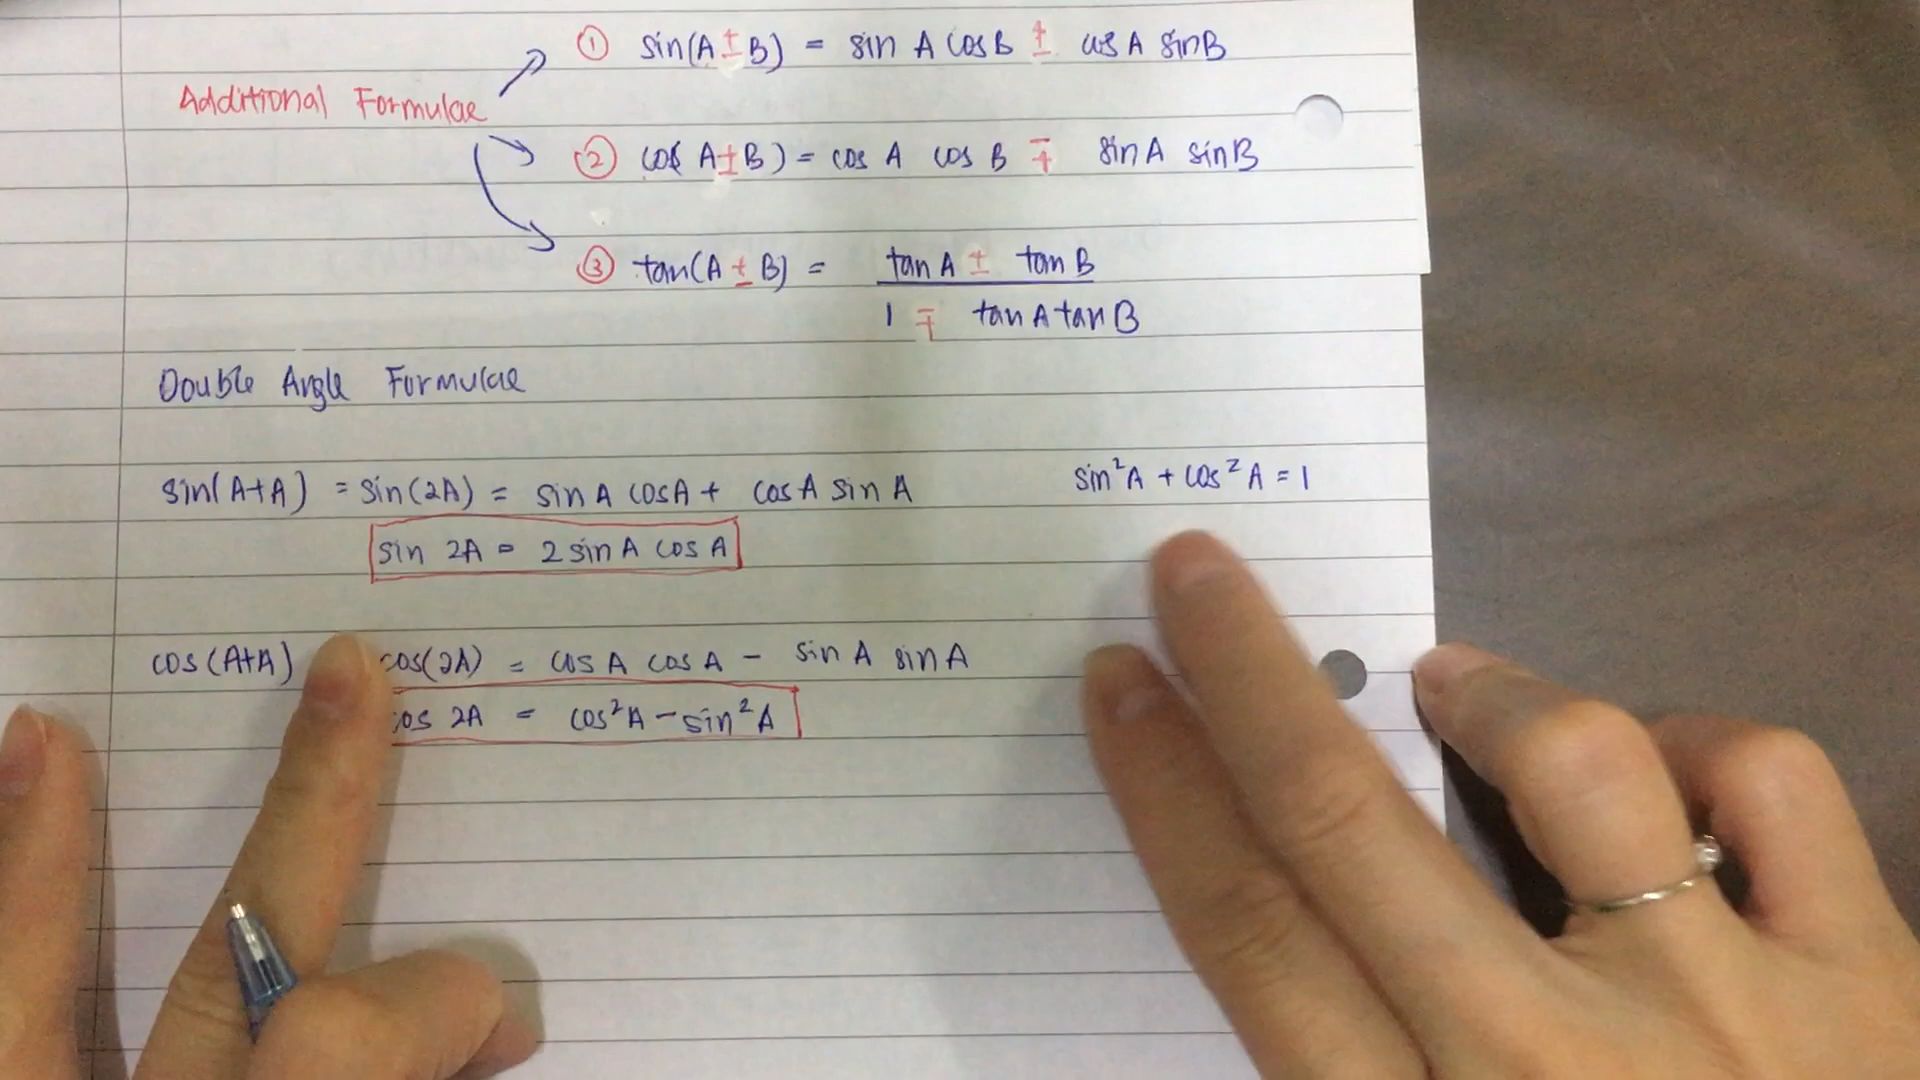 ① sin(A ± B) = sin A cos B ± cos A sin B
Additional Formulae
② cos( A ± B ) = cos A cos B ∓ sin A sin B
③ tan(A ± B) = tan A ± tan B
1 ∓ tan A tan B
Double Angle Formulae
sin(A+A) = sin(2A) = sin A cos A + cos A sin A
sin²A + cos²A = 1
sin 2A = 2 sin A cos A
cos(A+A) cos(2A) = cos A cos A − sin A sin A
cos 2A = cos²A − sin²A